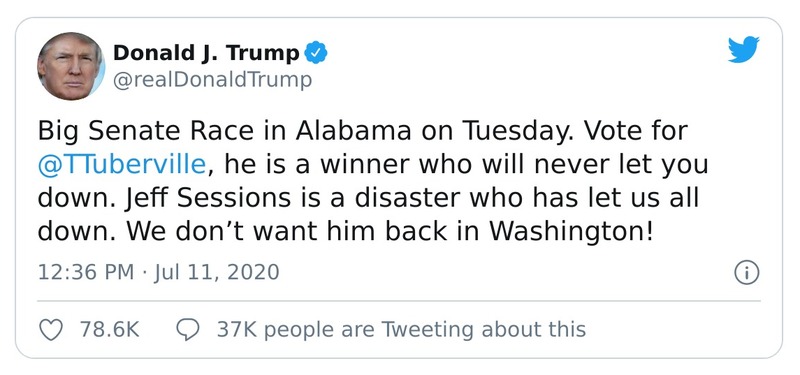 Donald J. Trump
@realDonaldTrump
Big Senate Race in Alabama on Tuesday. Vote for
@TTuberville, he is a winner who will never let you
down. Jeff Sessions is a disaster who has let us all
down. We don’t want him back in Washington!
12:36 PM · Jul 11, 2020
78.6K 37K people are Tweeting about this